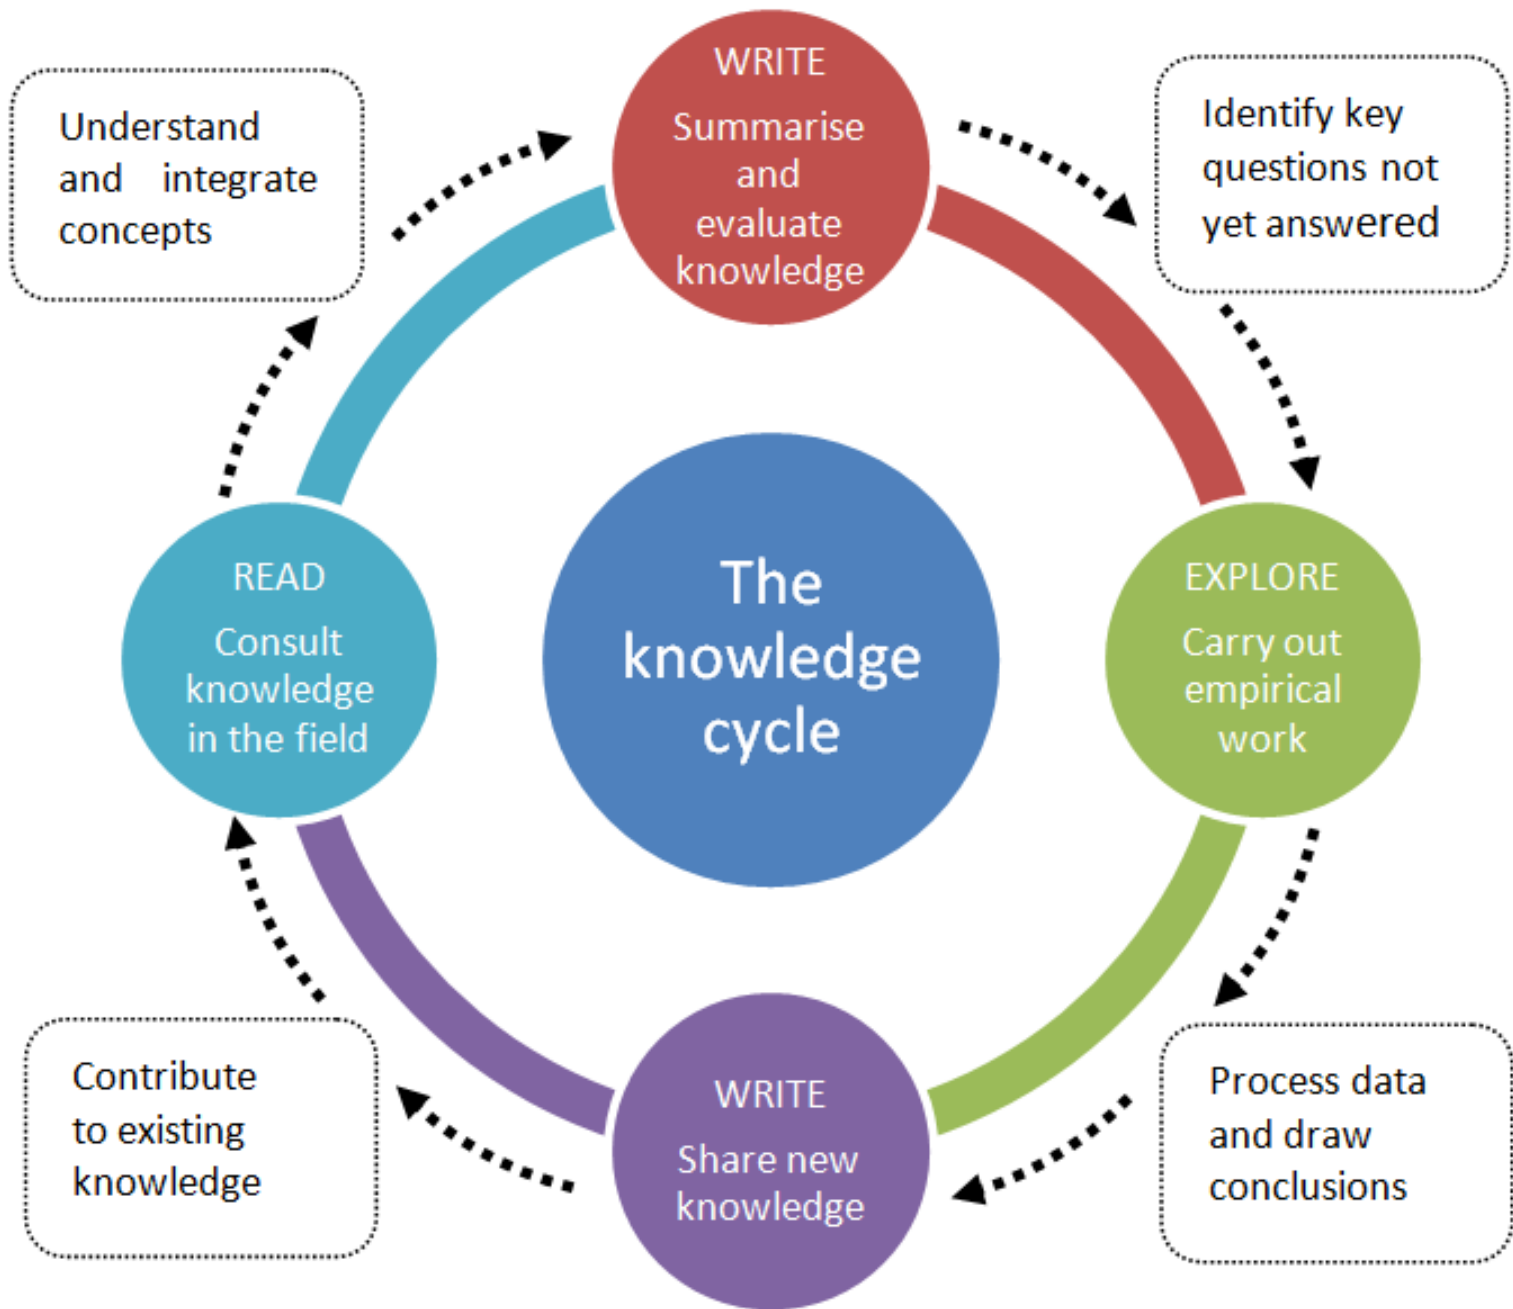 WRITE
Summarise
and
evaluate
knowledge
Identify key
questions not
yet answered
EXPLORE
Carry out
empirical
work
Process data
and draw
conclusions
WRITE
Share new
knowledge
Contribute
to existing
knowledge
READ
Consult
knowledge
in the field
Understand
and integrate
concepts
The
knowledge
cycle